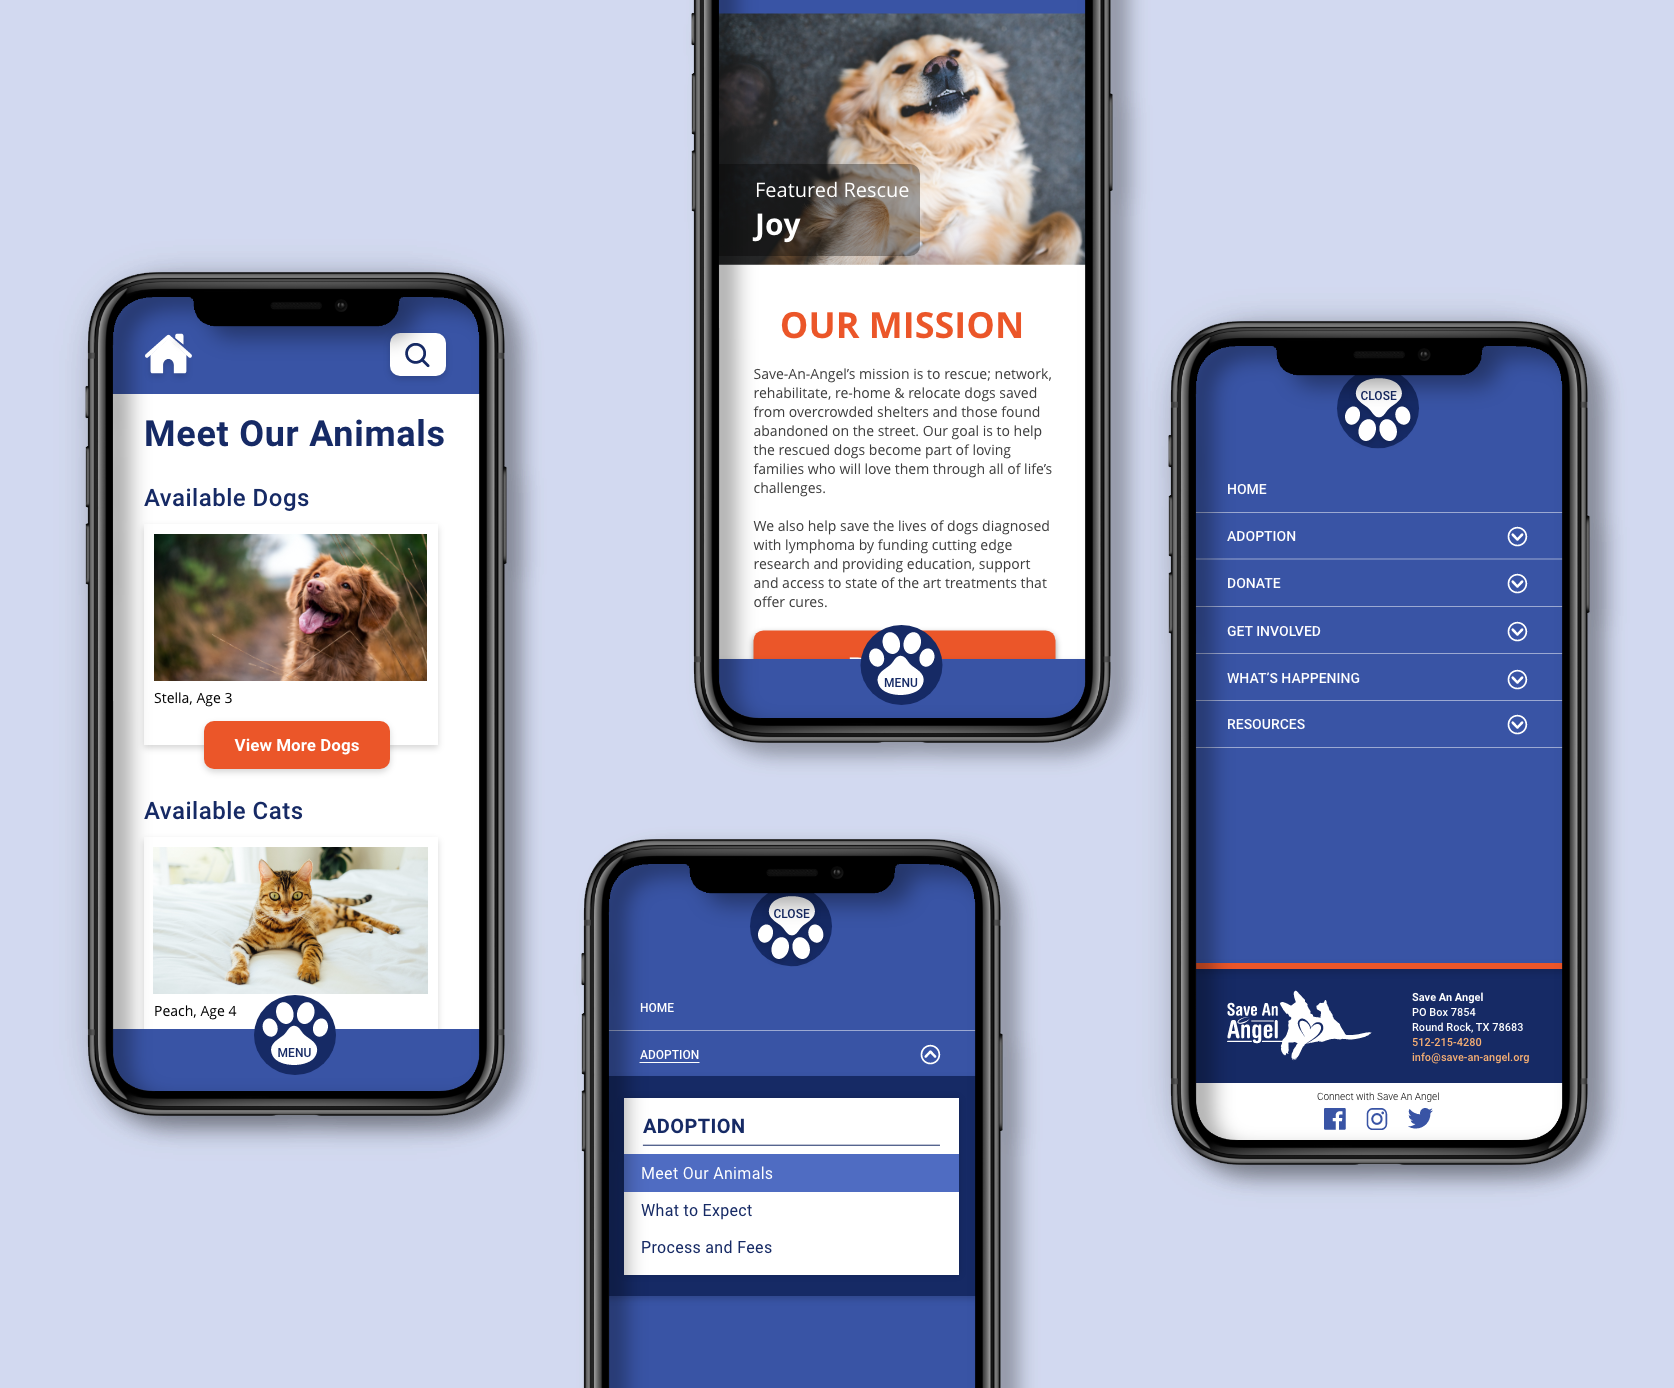 Meet Our Animals
Available Dogs
Stella, Age 3
View More Dogs
Available Cats
Peach, Age 4
MENU
Featured Rescue
Joy
OUR MISSION
Save-An-Angel's mission is to rescue; network,
rehabilitate, re-home & relocate dogs saved
from overcrowded shelters and those found
abandoned on the street. Our goal is to help
the rescued dogs become part of loving
families who will love them through all of life's
challenges.
We also help save the lives of dogs diagnosed
with lymphoma by funding cutting edge
research and providing education, support
and access to state of the art treatments that
offer cures.
MENU
CLOSE
HOME
ADOPTION
ADOPTION
Meet Our Animals
What to Expect
Process and Fees
CLOSE
HOME
ADOPTION
DONATE
GET INVOLVED
WHAT'S HAPPENING
RESOURCES
Save An
Angel
Save An Angel
PO Box 7854
Round Rock, TX 78683
512-215-4280
info@save-an-angel.org
Connect with Save An Angel